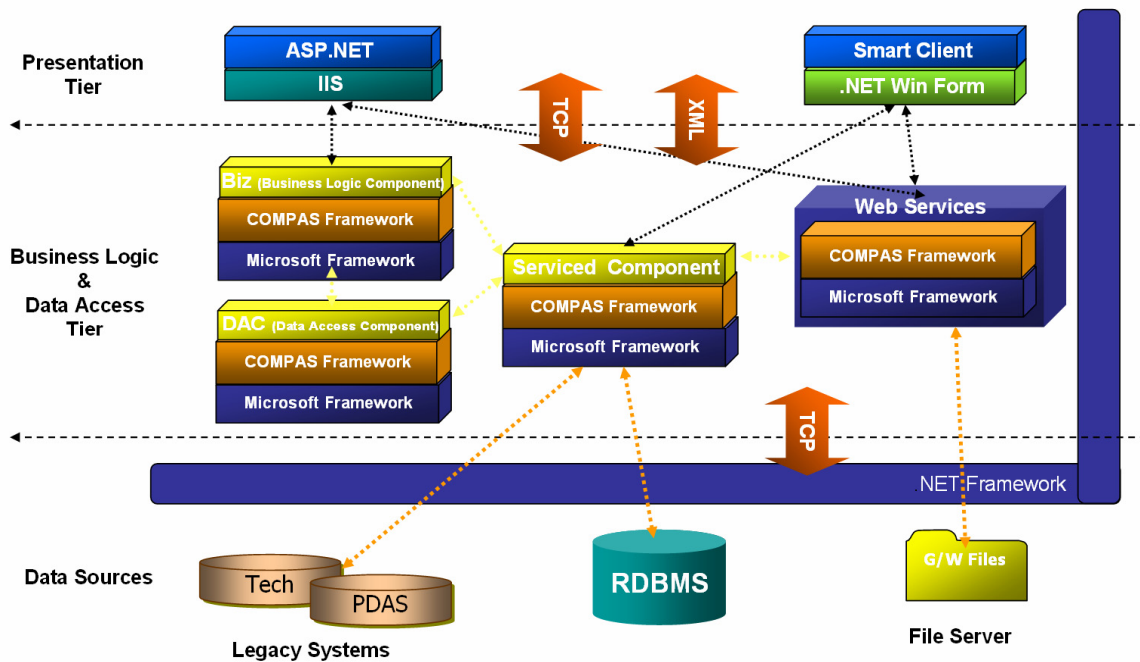 Presentation
Tier
ASP.NET
IIS
Smart Client
.NET Win Form
TCP
XML
Business Logic
&
Data Access
Tier
Biz (Business Logic Component)
COMPAS Framework
Microsoft Framework
DAC (Data Access Component)
COMPAS Framework
Microsoft Framework
Serviced Component
COMPAS Framework
Microsoft Framework
Web Services
COMPAS Framework
Microsoft Framework
TCP
.NET Framework
Data Sources
Tech
PDAS
Legacy Systems
RDBMS
G/W Files
File Server